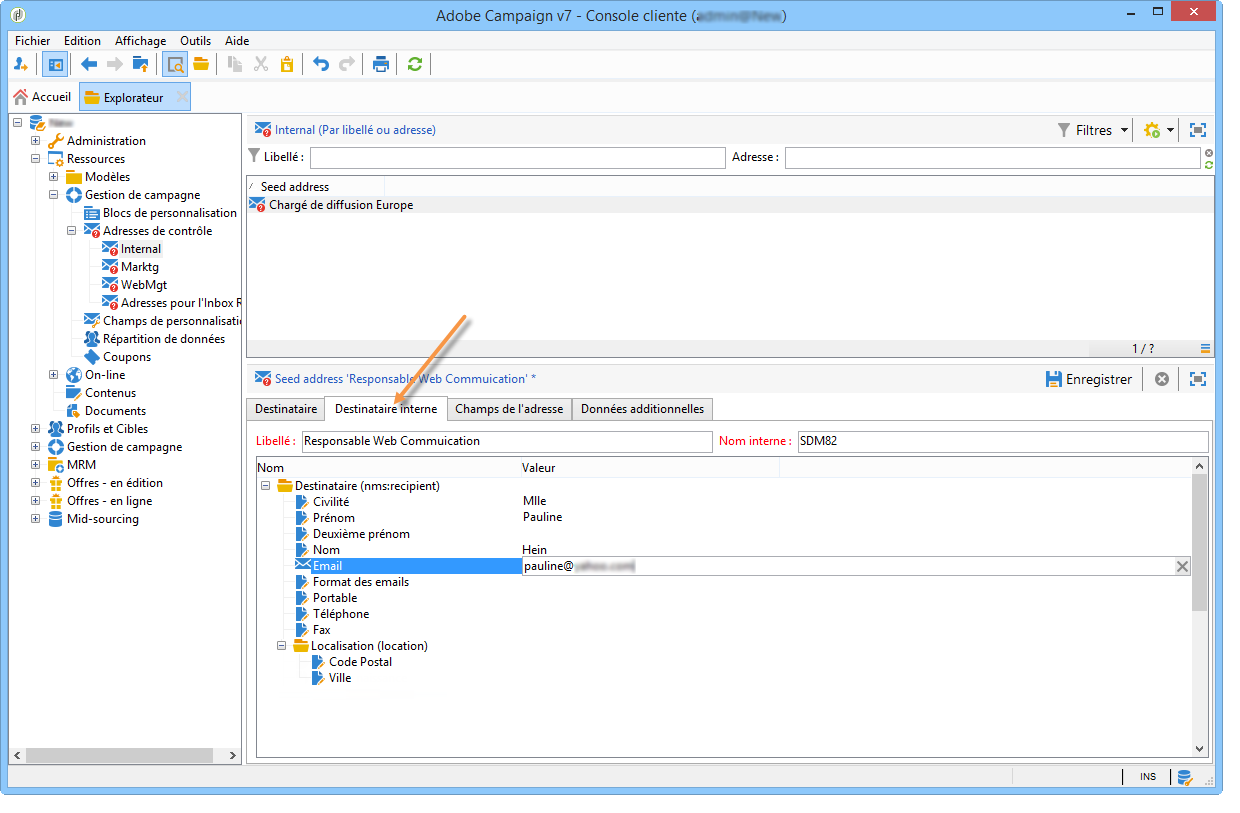 Adobe Campaign v7 - Console cliente ( )
Fichier Edition Affichage Outils Aide
Accueil Explorateur
Administration
Ressources
Modèles
Gestion de campagne
Blocs de personnalisation
Adresses de contrôle
Internal
Marktg
WebMgt
Adresses pour l'Inbox R
Champs de personnalisati
Répartition de données
Coupons
On-line
Contenus
Documents
Profils et Cibles
Gestion de campagne
MRM
Offres - en édition
Offres - en ligne
Mid-sourcing
Internal (Par libellé ou adresse) Filtres
Libellé : Adresse :
Seed address
Chargé de diffusion Europe
1 / ?
Seed address 'Responsable Web Commuication' * Enregistrer
Destinataire Destinataire interne Champs de l'adresse Données additionnelles
Libellé : Responsable Web Commuication Nom interne : SDM82
Nom Valeur
Destinataire (nms:recipient)
Civilité Mlle
Prénom Pauline
Deuxième prénom
Nom Hein
Email pauline@
Format des emails
Portable
Téléphone
Fax
Localisation (location)
Code Postal
Ville
INS